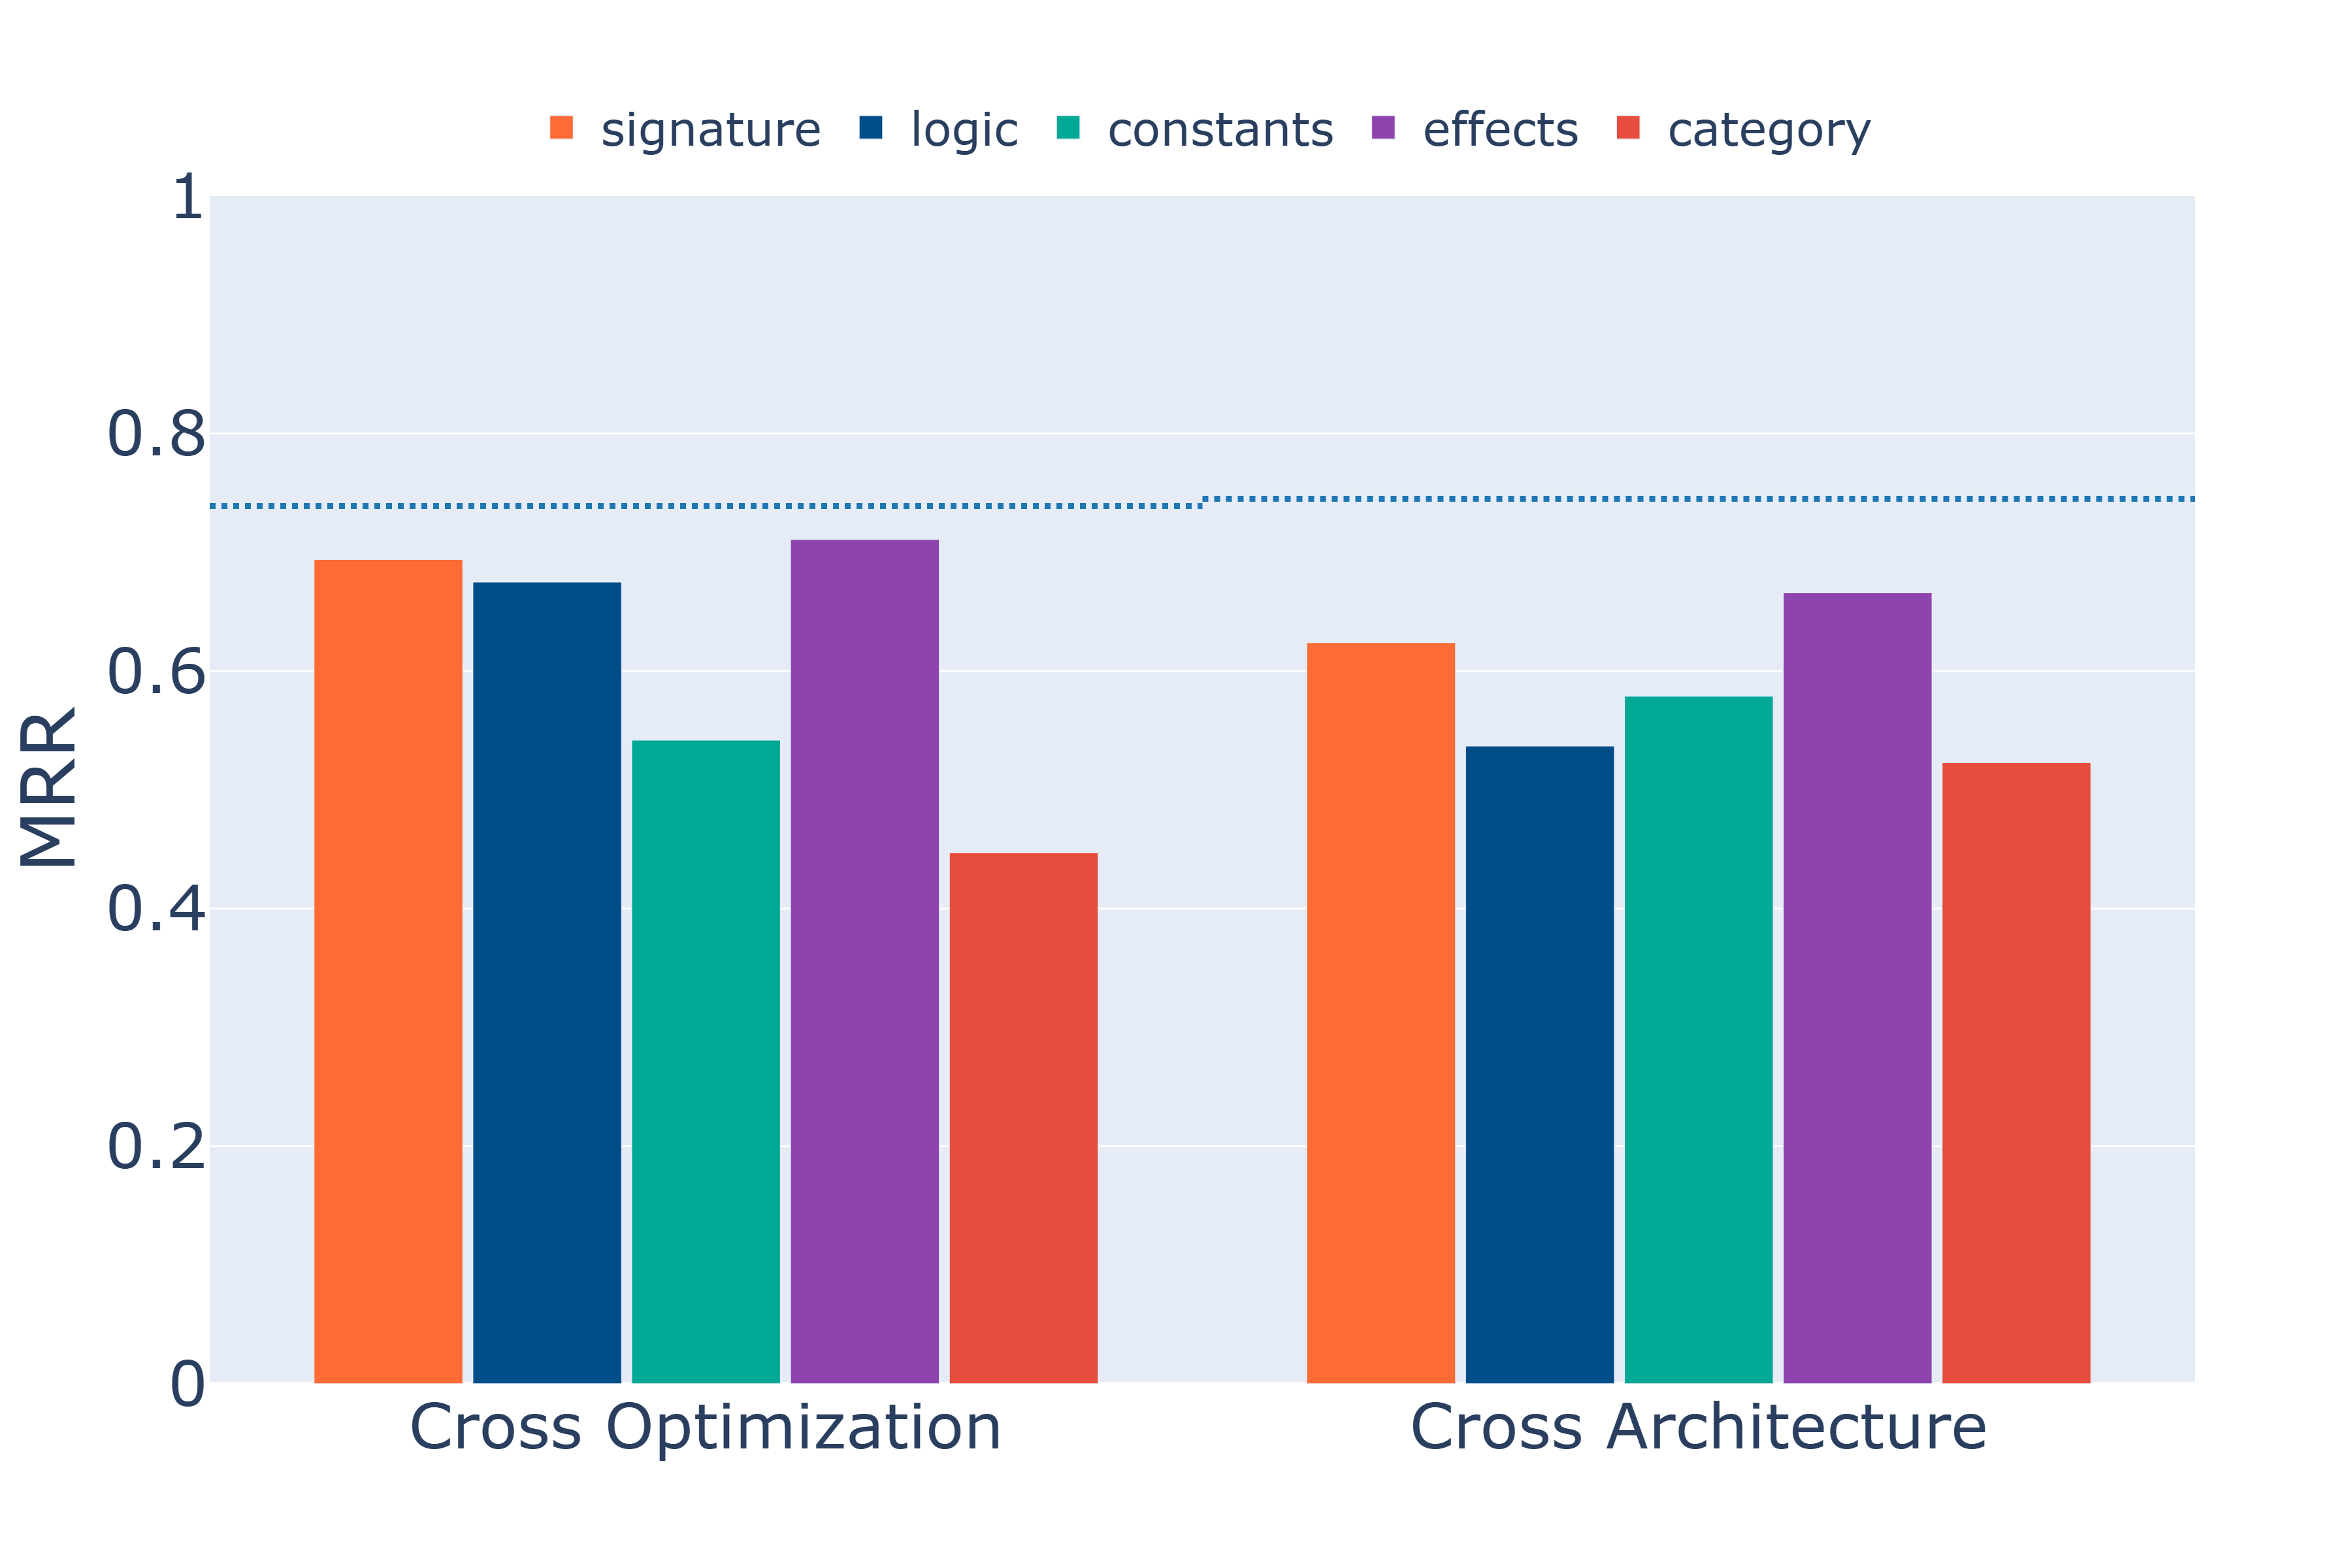 signature logic constants effects category
1
0.8
0.6
0.4
0.2
0
MRR
Cross Optimization
Cross Architecture